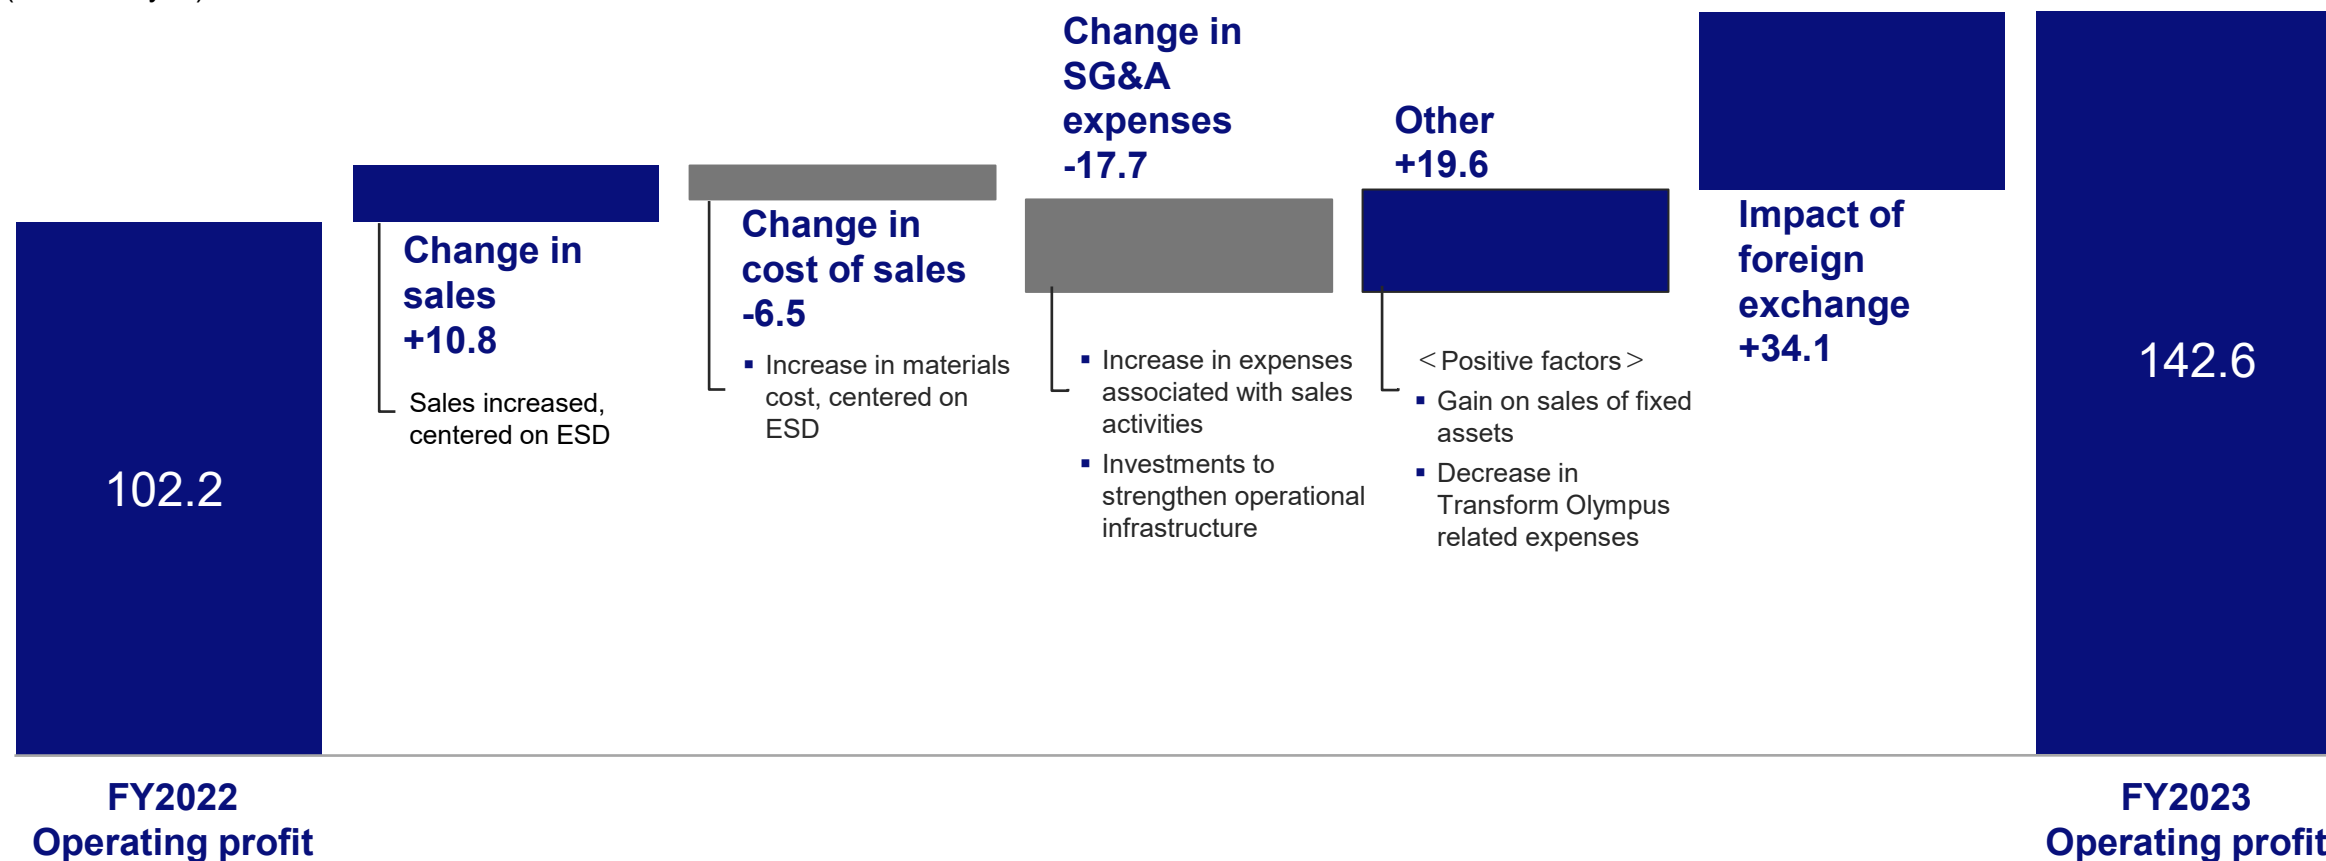 102.2
FY2022
Operating profit
Change in
sales
+10.8
Sales increased,
centered on ESD
Change in
cost of sales
-6.5
▪ Increase in materials
cost, centered on
ESD
Change in
SG&A
expenses
-17.7
▪ Increase in expenses
associated with sales
activities
▪ Investments to
strengthen operational
infrastructure
Other
+19.6
＜Positive factors＞
▪ Gain on sales of fixed
assets
▪ Decrease in
Transform Olympus
related expenses
Impact of
foreign
exchange
+34.1
142.6
FY2023
Operating profit